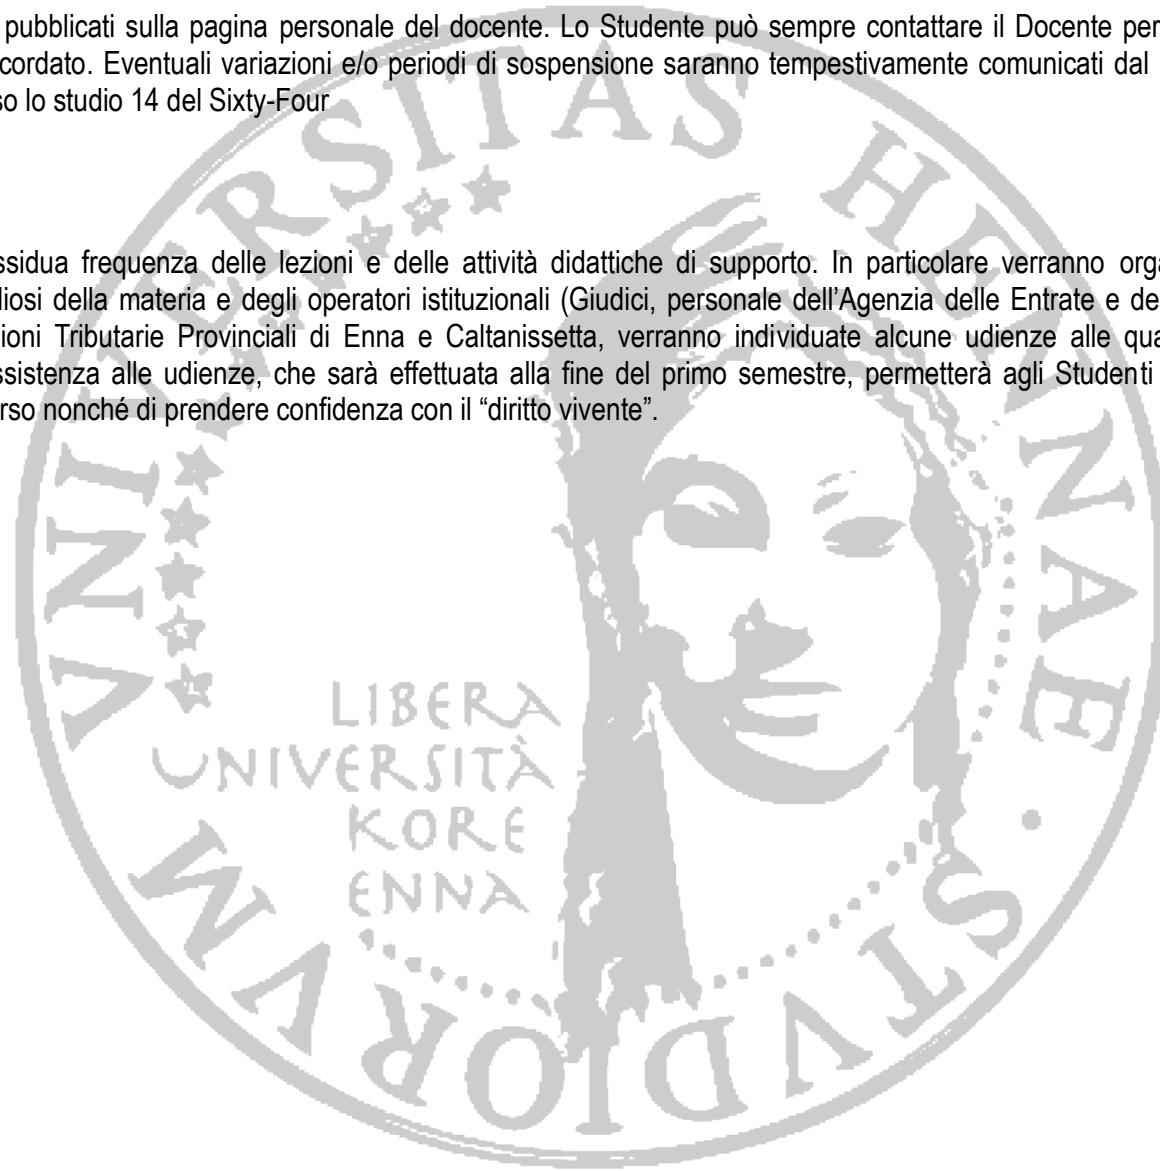 pubblicati sulla pagina personale del docente. Lo Studente può sempre contattare il Docente per
cordato. Eventuali variazioni e/o periodi di sospensione saranno tempestivamente comunicati dal
so lo studio 14 del Sixty-Four
ssidua frequenza delle lezioni e delle attività didattiche di supporto. In particolare verranno orga
diosi della materia e degli operatori istituzionali (Giudici, personale dell’Agenzia delle Entrate e de
ioni Tributarie Provinciali di Enna e Caltanissetta, verranno individuate alcune udienze alle qua
ssistenza alle udienze, che sarà effettuata alla fine del primo semestre, permetterà agli Studenti
rso nonché di prendere confidenza con il “diritto vivente”.
VNIVERSITAS HENNAE • STVDIORVM
LIBERA
UNIVERSITÀ
KORE
ENNA